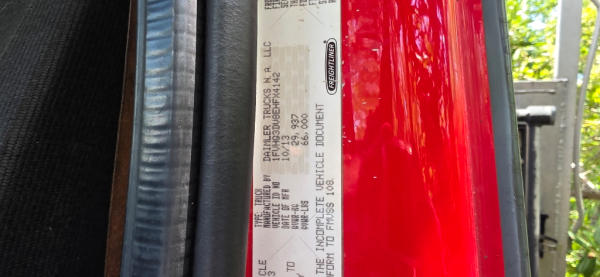 TYPE: TRUCK
MANUFACTURED BY DAIMLER TRUCKS N.A. LLC
VEHICLE ID NO 1FVHG3DV8EHFX4142
DATE OF MFR 10/13
GVWR-KG 29,937
GVWR-LBS 66,000
THE INCOMPLETE VEHICLE DOCUMENT
FORM TO FMVSS 108.
FREIGHTLINER